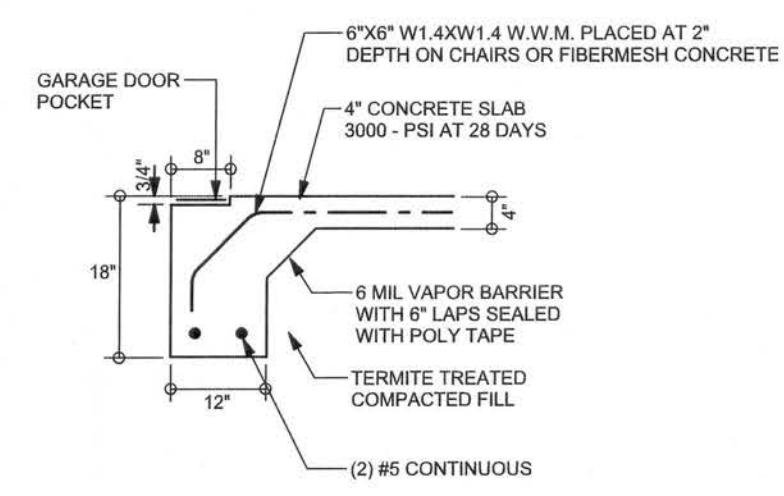 6"X6" W1.4XW1.4 W.W.M. PLACED AT 2"
DEPTH ON CHAIRS OR FIBERMESH CONCRETE
GARAGE DOOR
POCKET
4" CONCRETE SLAB
3000 - PSI AT 28 DAYS
8"
3/4"
4"
18"
6 MIL VAPOR BARRIER
WITH 6" LAPS SEALED
WITH POLY TAPE
TERMITE TREATED
COMPACTED FILL
12"
(2) #5 CONTINUOUS